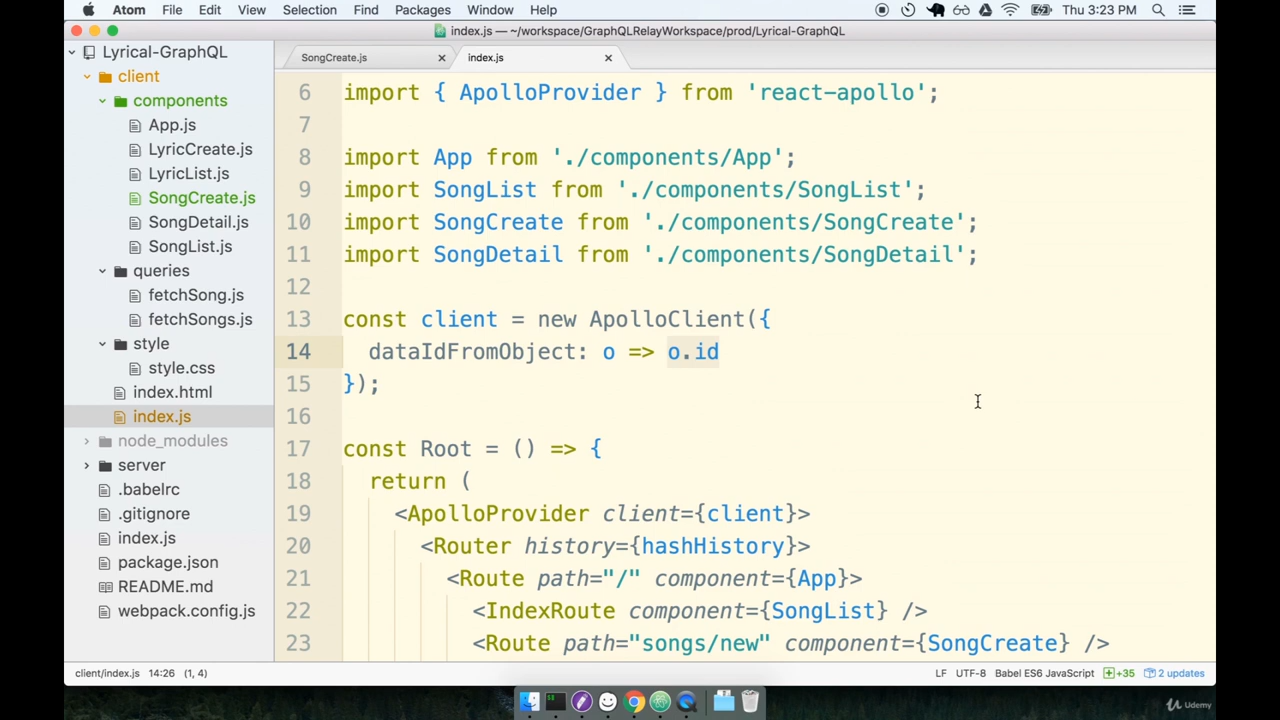 Atom File Edit View Selection Find Packages Window Help Thu 3:23 PM
index.js — ~/workspace/GraphQLRelayWorkspace/prod/Lyrical-GraphQL
Lyrical-GraphQL
client
components
App.js
LyricCreate.js
LyricList.js
SongCreate.js
SongDetail.js
SongList.js
queries
fetchSong.js
fetchSongs.js
style
style.css
index.html
index.js
node_modules
server
.babelrc
.gitignore
index.js
package.json
README.md
webpack.config.js
SongCreate.js index.js
6 import { ApolloProvider } from 'react-apollo';
7
8 import App from './components/App';
9 import SongList from './components/SongList';
10 import SongCreate from './components/SongCreate';
11 import SongDetail from './components/SongDetail';
12
13 const client = new ApolloClient({
14 dataIdFromObject: o => o.id
15 });
16
17 const Root = () => {
18 return (
19 <ApolloProvider client={client}>
20 <Router history={hashHistory}>
21 <Route path="/" component={App}>
22 <IndexRoute component={SongList} />
23 <Route path="songs/new" component={SongCreate} />
client/index.js 14:26 (1, 4) LF UTF-8 Babel ES6 JavaScript +35 2 updates
Udemy